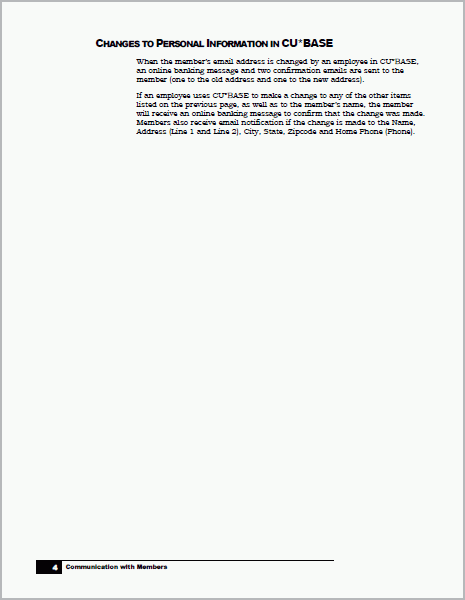 CHANGES TO PERSONAL INFORMATION IN CU*BASE
When the member's email address is changed by an employee in CU*BASE,
an online banking message and two confirmation emails are sent to the
member (one to the old address and one to the new address).
If an employee uses CU*BASE to make a change to any of the other items
listed on the previous page, as well as to the member's name, the member
will receive an online banking message to confirm that the change was made.
Members also receive email notification if the change is made to the Name,
Address (Line 1 and Line 2), City, State, Zipcode and Home Phone (Phone).
4 Communication with Members